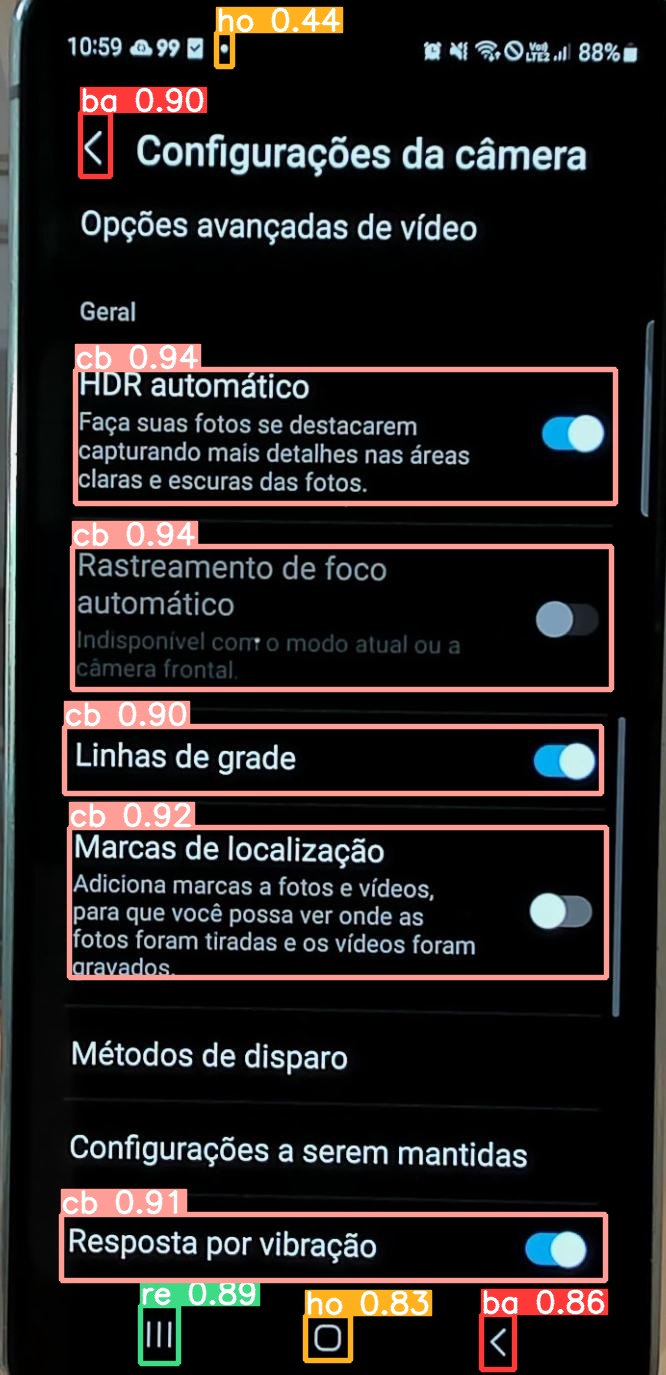 ho 0.44
10:59 99 VoLTE2 88%
ba 0.90
Configurações da câmera
Opções avançadas de vídeo
Geral
cb 0.94
HDR automático
Faça suas fotos se destacarem
capturando mais detalhes nas áreas
claras e escuras das fotos.
cb 0.94
Rastreamento de foco
automático
Indisponível com o modo atual ou a
câmera frontal.
cb 0.90
Linhas de grade
cb 0.92
Marcas de localização
Adiciona marcas a fotos e vídeos,
para que você possa ver onde as
fotos foram tiradas e os vídeos foram
gravados.
Métodos de disparo
Configurações a serem mantidas
cb 0.91
Resposta por vibração
re 0.89
ho 0.83
ba 0.86